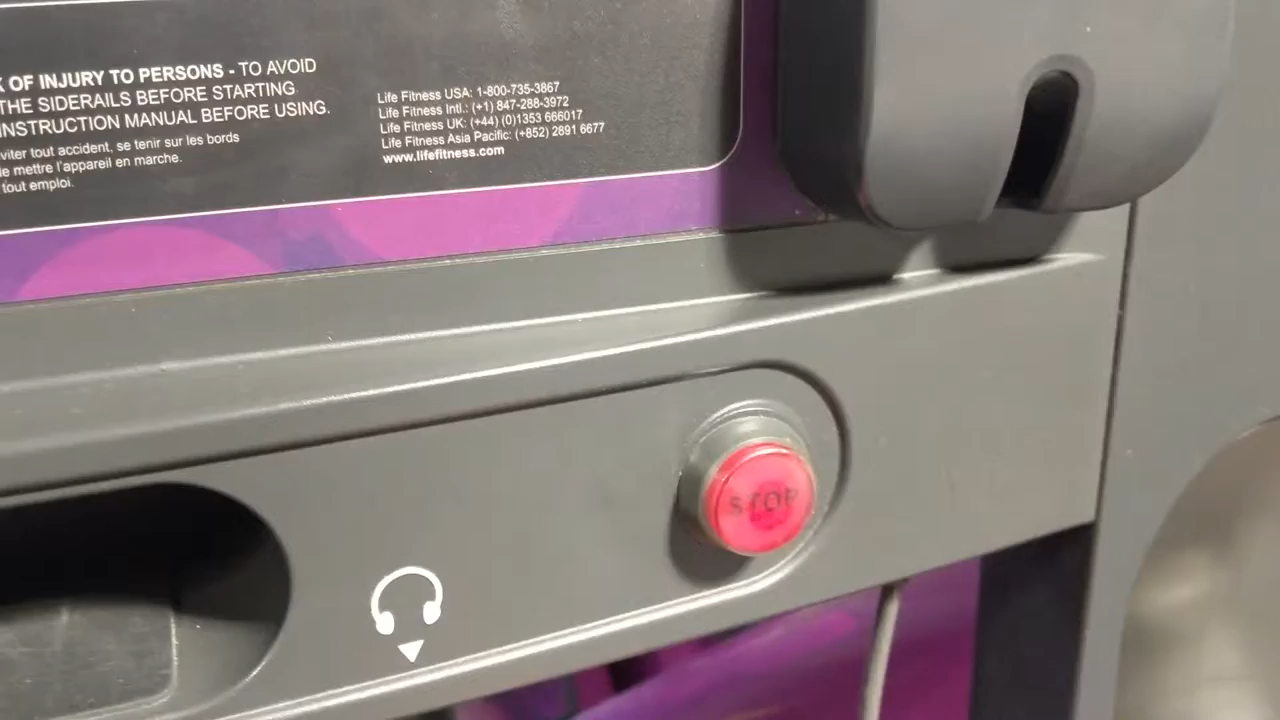 OF INJURY TO PERSONS - TO AVOID
THE SIDERAILS BEFORE STARTING
INSTRUCTION MANUAL BEFORE USING.
viter tout accident, se tenir sur les bords
le mettre l'appareil en marche.
tout emploi.
Life Fitness USA: 1-800-735-3867
Life Fitness Intl.: (+1) 847-288-3972
Life Fitness UK: (+44) (0)1353 666017
Life Fitness Asia Pacific: (+852) 2891 6677
www.lifefitness.com
STOP